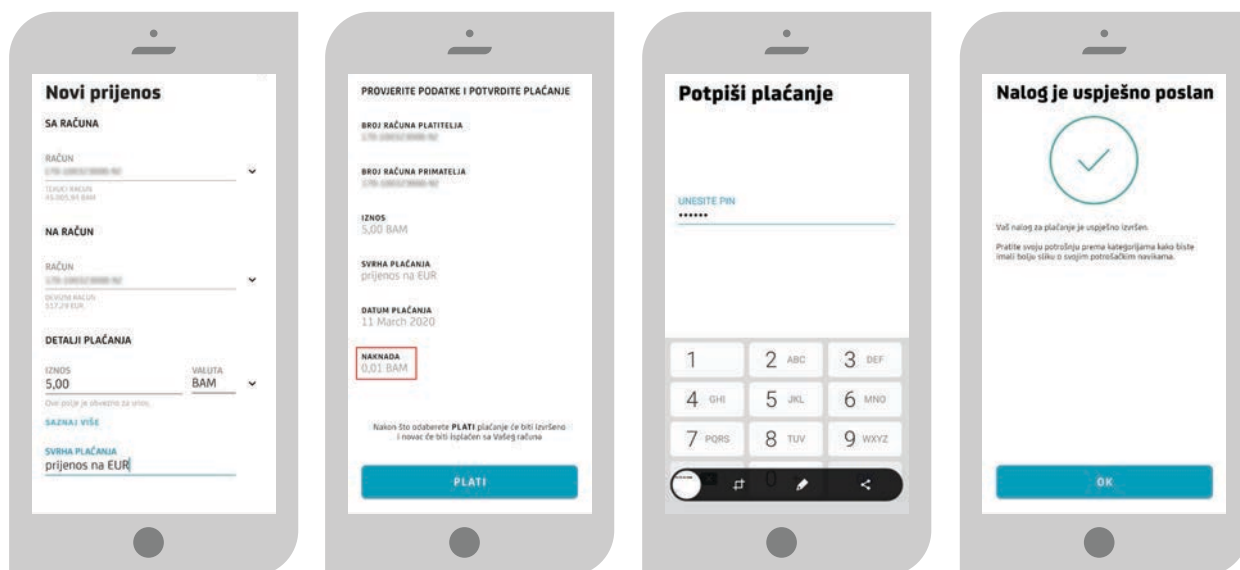 Novi prijenos
SA RAČUNA
RAČUN
TEKUĆI RAČUN
BAM
NA RAČUN
RAČUN
DEVIZNI RAČUN
517,29 EUR
DETALJI PLAĆANJA
IZNOS VALUTA
5,00 BAM
Ovo polje je obvezno za unos.
SAZNAJ VIŠE
SVRHA PLAĆANJA
prijenos na EUR
PROVJERITE PODATKE I POTVRDITE PLAĆANJE
BROJ RAČUNA PLATITELJA
BROJ RAČUNA PRIMATELJA
IZNOS
5,00 BAM
SVRHA PLAĆANJA
prijenos na EUR
DATUM PLAĆANJA
11 March 2020
NAKNADA
0,01 BAM
Nakon što odaberete PLATI plaćanje će biti izvršeno
i novac će biti isplaćen sa Vašeg računa
PLATI
Potpiši plaćanje
UNESITE PIN
••••••
1 2 ABC 3 DEF
4 GHI 5 JKL 6 MNO
7 PQRS 8 TUV 9 WXYZ
0
Nalog je uspješno poslan
Vaš nalog za plaćanje je uspješno izvršen.
Pratite svoju potrošnju prema kategorijama kako biste
imali bolju sliku o svojim potrošačkim navikama.
OK